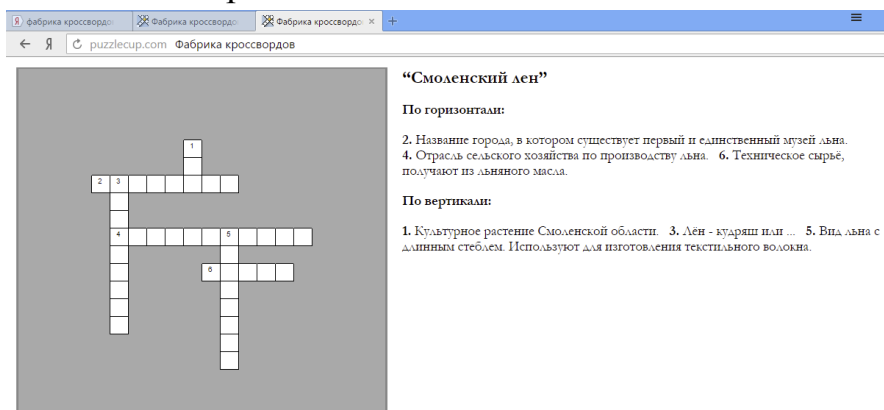 фабрика кроссвордо
Фабрика кроссвордо
Фабрика кроссвордо ×
+
puzzlecup.com Фабрика кроссвордов
“Смоленский лен”
По горизонтали:
2. Название города, в котором существует первый и единственный музей льна.
4. Отрасль сельского хозяйства по производству льна. 6. Техническое сырьё,
получают из льняного масла.
По вертикали:
1. Культурное растение Смоленской области. 3. Лён - кудряш или ... 5. Вид льна с
длинным стеблем. Используют для изготовления текстильного волокна.
1
2 3
4 5
6